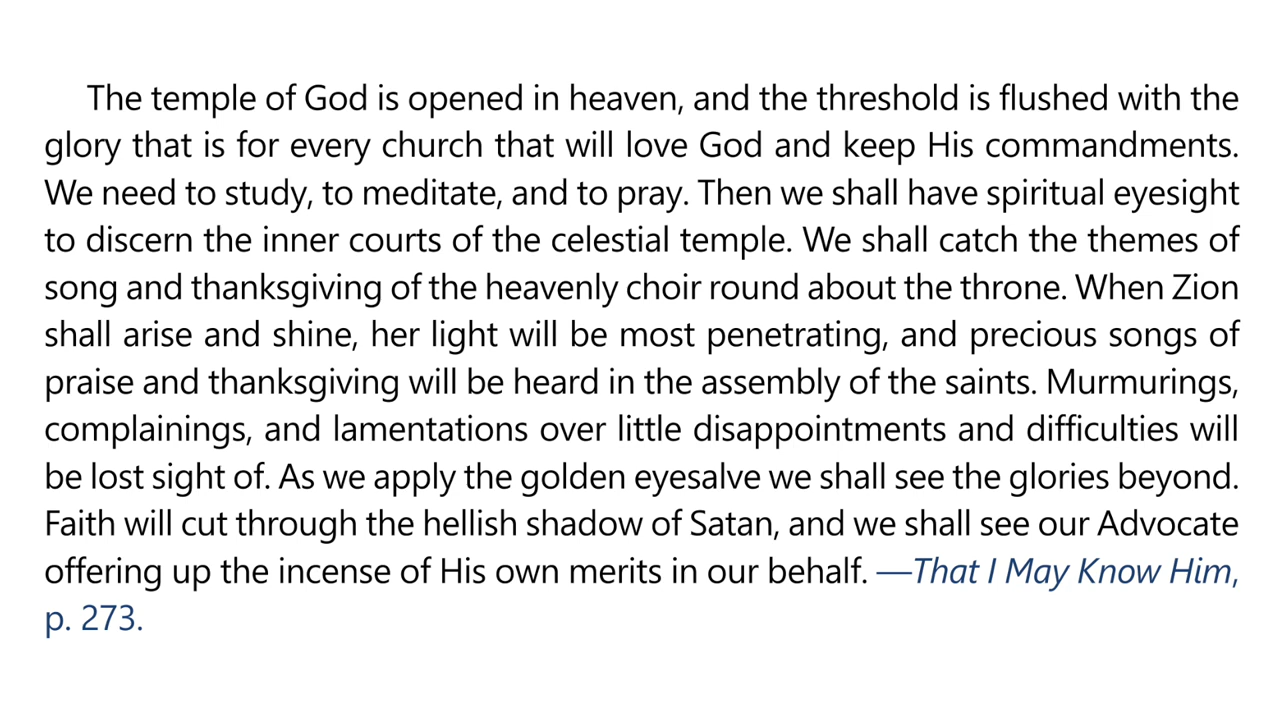 The temple of God is opened in heaven, and the threshold is flushed with the
glory that is for every church that will love God and keep His commandments.
We need to study, to meditate, and to pray. Then we shall have spiritual eyesight
to discern the inner courts of the celestial temple. We shall catch the themes of
song and thanksgiving of the heavenly choir round about the throne. When Zion
shall arise and shine, her light will be most penetrating, and precious songs of
praise and thanksgiving will be heard in the assembly of the saints. Murmurings,
complainings, and lamentations over little disappointments and difficulties will
be lost sight of. As we apply the golden eyesalve we shall see the glories beyond.
Faith will cut through the hellish shadow of Satan, and we shall see our Advocate
offering up the incense of His own merits in our behalf. —That I May Know Him,
p. 273.